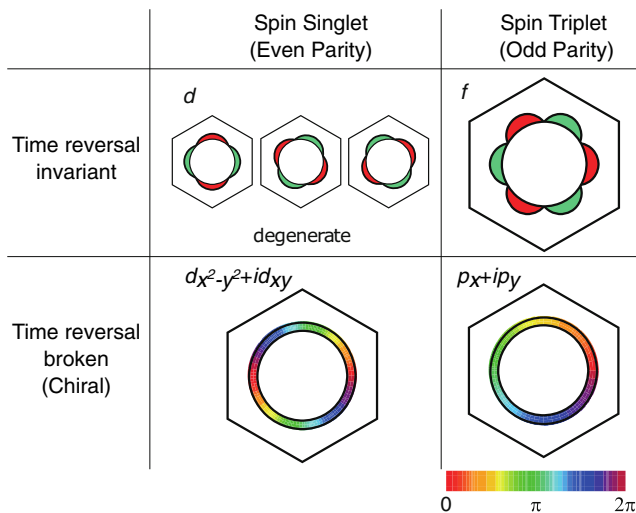 Spin Singlet
(Even Parity)
Spin Triplet
(Odd Parity)
Time reversal
invariant
d
degenerate
f
Time reversal
broken
(Chiral)
dx²-y²+idxy
px+ipy
0 π 2π